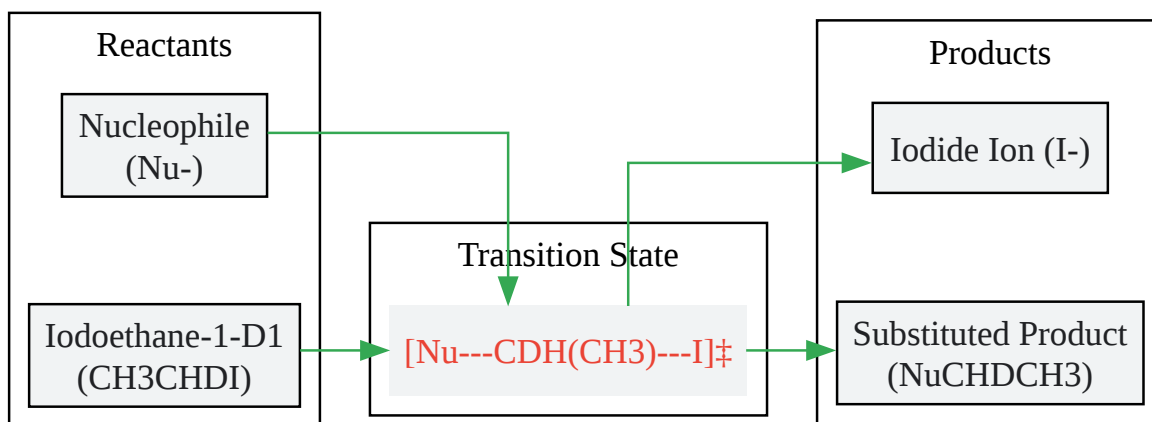 Reactants
Nucleophile
(Nu-)
Iodoethane-1-D1
(CH3CHDI)
Transition State
[Nu---CDH(CH3)---I]‡
Products
Iodide Ion (I-)
Substituted Product
(NuCHDCH3)